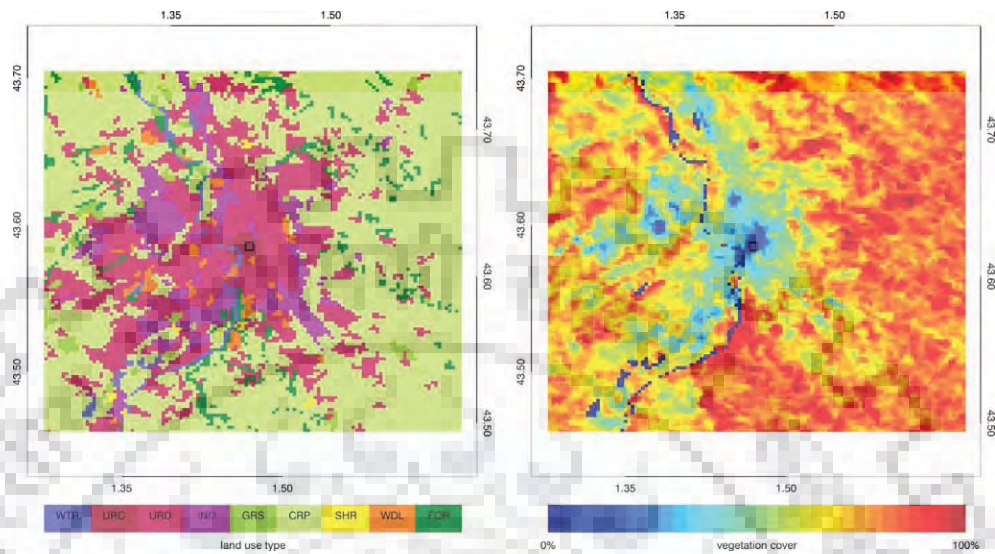 1.35 1.50 1.35 1.50
43.70 43.70 43.70 43.70
43.60 43.60 43.60 43.60
43.50 43.50 43.50 43.50
1.35 1.50 1.35 1.50
WTR URC URD IND GRS CRP SHR WDL FOR
land use type 0% vegetation cover 100%